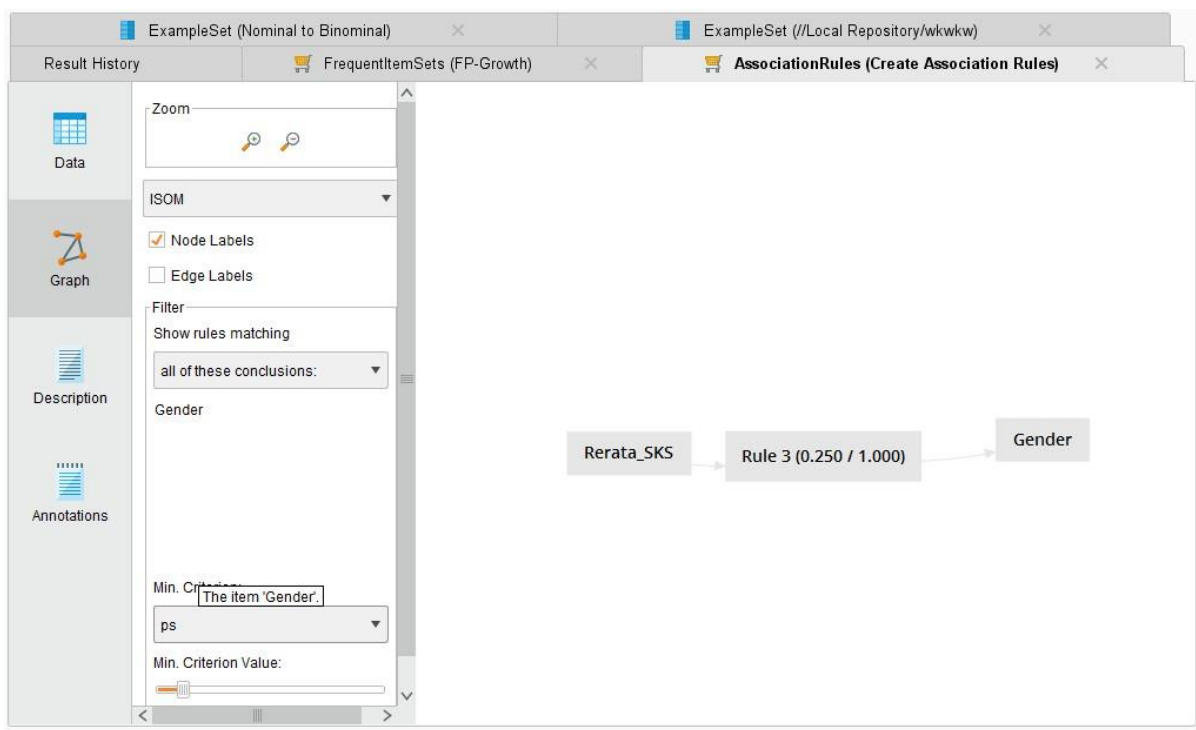 ExampleSet (Nominal to Binominal)
ExampleSet (//Local Repository/wkwkw)
Result History
FrequentItemSets (FP-Growth)
AssociationRules (Create Association Rules)
Data
Graph
Description
Annotations
Zoom
ISOM
Node Labels
Edge Labels
Filter
Show rules matching
all of these conclusions:
Gender
Min. Criterion:
The item 'Gender'.
ps
Min. Criterion Value:
Rerata_SKS
Rule 3 (0.250 / 1.000)
Gender